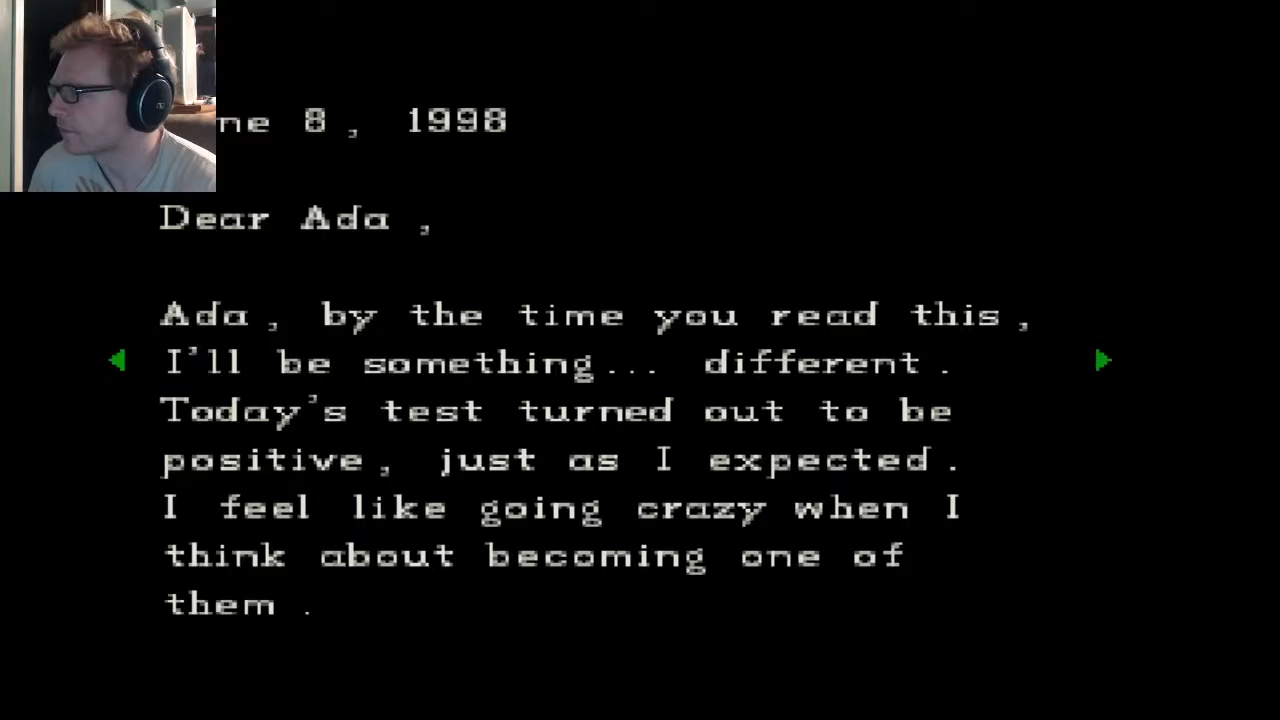 ne 8, 1998
Dear Ada,
Ada, by the time you read this,
I'll be something... different.
Today's test turned out to be
positive, just as I expected.
I feel like going crazy when I
think about becoming one of
them.